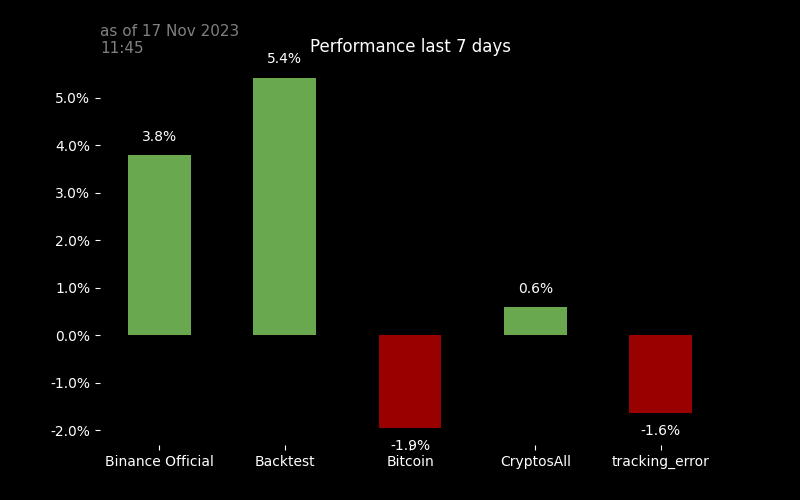 as of 17 Nov 2023
11:45
Performance last 7 days
5.4%
5.0%
3.8%
4.0%
3.0%
2.0%
1.0%
0.6%
0.0%
-1.0%
-2.0%
-1.6%
-1.9%
Binance Official
Backtest
Bitcoin
CryptosAll
tracking_error